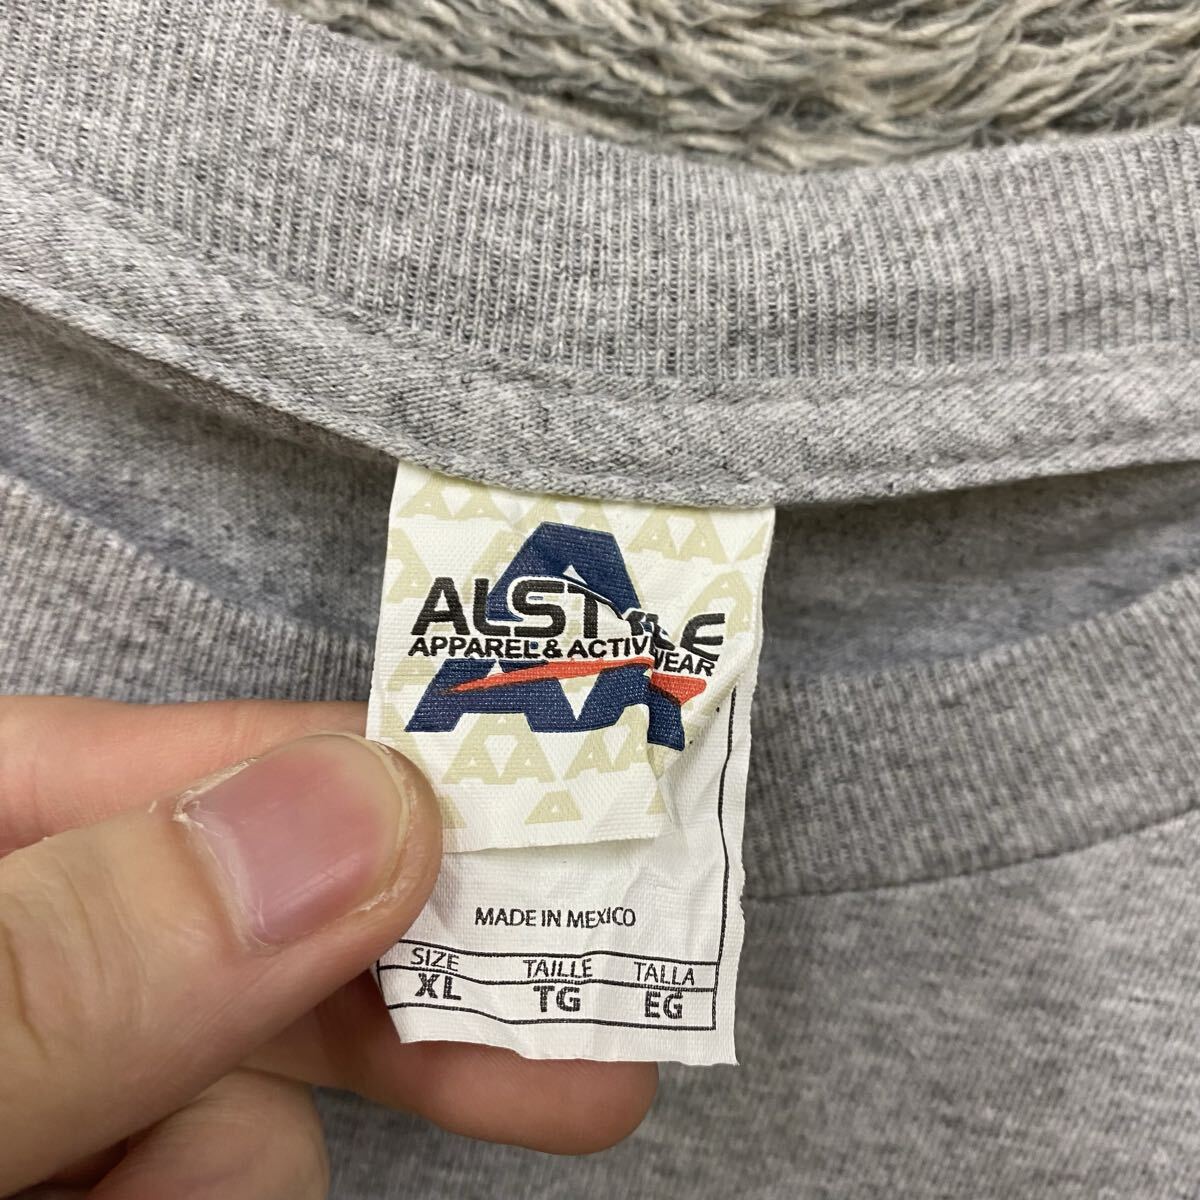 ALSTYLE
APPAREL & ACTIVEWEAR
MADE IN MEXICO
SIZE TAILLE TALLA
XL TG EG